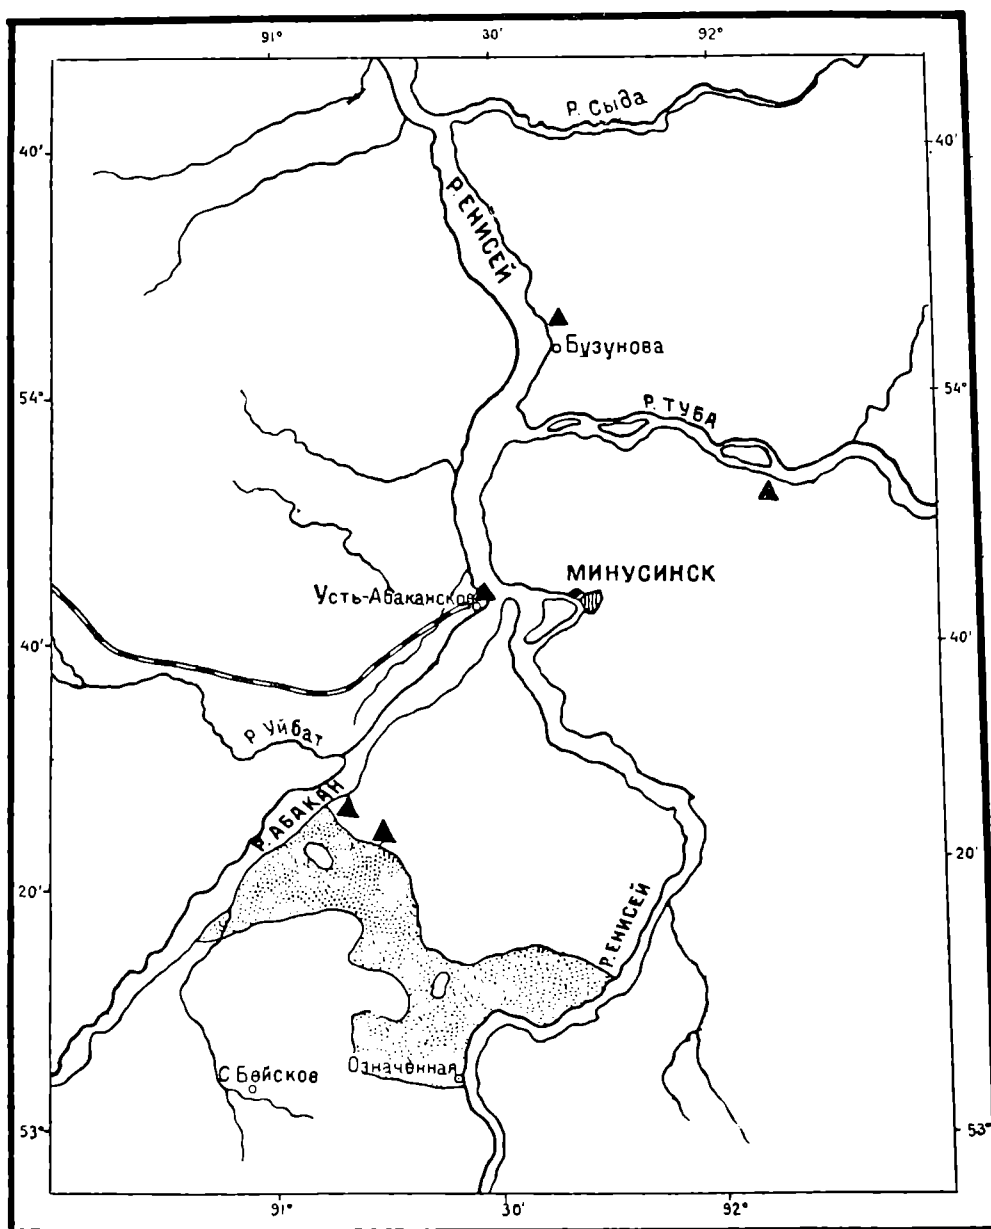 91° 30' 92°
Р. Сыда
40' 40'
Р. ЕНИСЕЙ
Бузунова
54° 54°
Р. ТУБА
МИНУСИНСК
Усть-Абаканское
40' 40'
Р Уйбат
Р. АБАКАН
20' 20'
Р. ЕНИСЕЙ
Означенная
С Бейское
53° 53°
91° 30' 92°